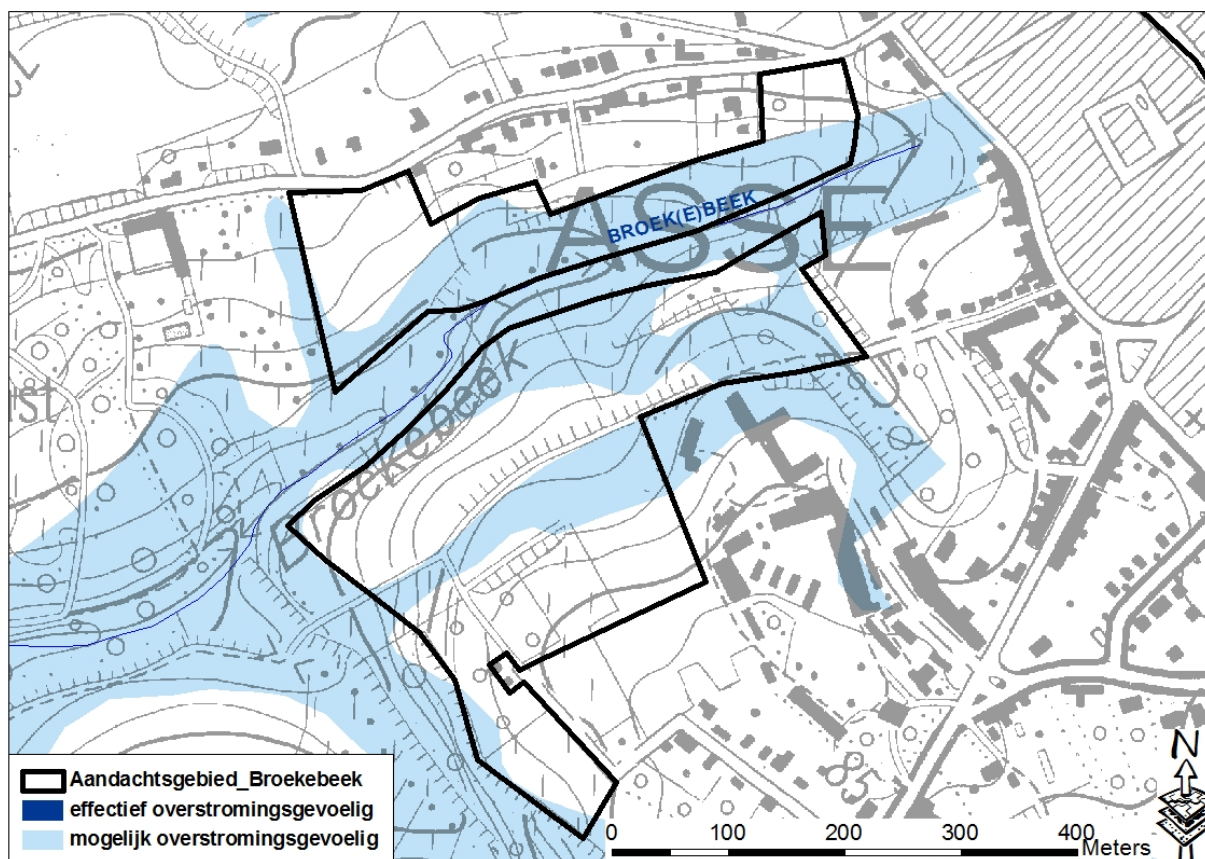 ASSE
BROEK(E)BEEK
Broekebeek
85
N
Aandachtsgebied_Broekebeek
effectief overstromingsgevoelig
mogelijk overstromingsgevoelig
0 100 200 300 400
Meters